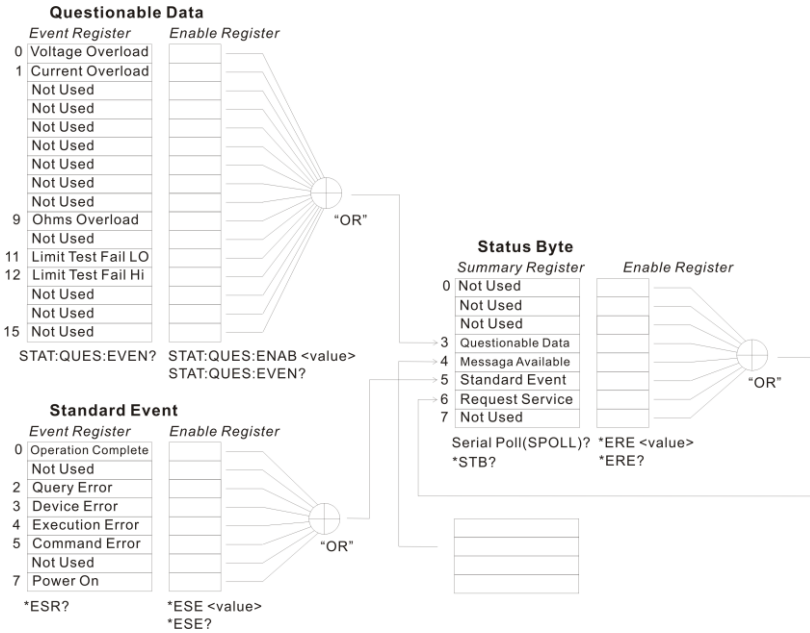 Questionable Data
Event Register Enable Register
0 Voltage Overload
1 Current Overload
Not Used
Not Used
Not Used
Not Used
Not Used
Not Used
Not Used
9 Ohms Overload
Not Used
11 Limit Test Fail LO
12 Limit Test Fail Hi
Not Used
Not Used
15 Not Used
"OR"
STAT:QUES:EVEN? STAT:QUES:ENAB <value>
STAT:QUES:EVEN?
Status Byte
Summary Register Enable Register
0 Not Used
Not Used
Not Used
3 Questionable Data
4 Messaga Available
5 Standard Event
6 Request Service
7 Not Used
"OR"
Serial Poll(SPOLL)? *ERE <value>
*STB? *ERE?
Standard Event
Event Register Enable Register
0 Operation Complete
Not Used
2 Query Error
3 Device Error
4 Execution Error
5 Command Error
Not Used
7 Power On
"OR"
*ESR? *ESE <value>
*ESE?